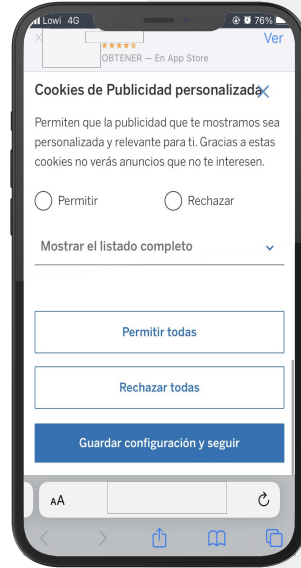 Lowi 4G 76%
Ver
OBTENER — En App Store
Cookies de Publicidad personalizada
Permiten que la publicidad que te mostramos sea
personalizada y relevante para ti. Gracias a estas
cookies no verás anuncios que no te interesen.
Permitir Rechazar
Mostrar el listado completo
Permitir todas
Rechazar todas
Guardar configuración y seguir
AA